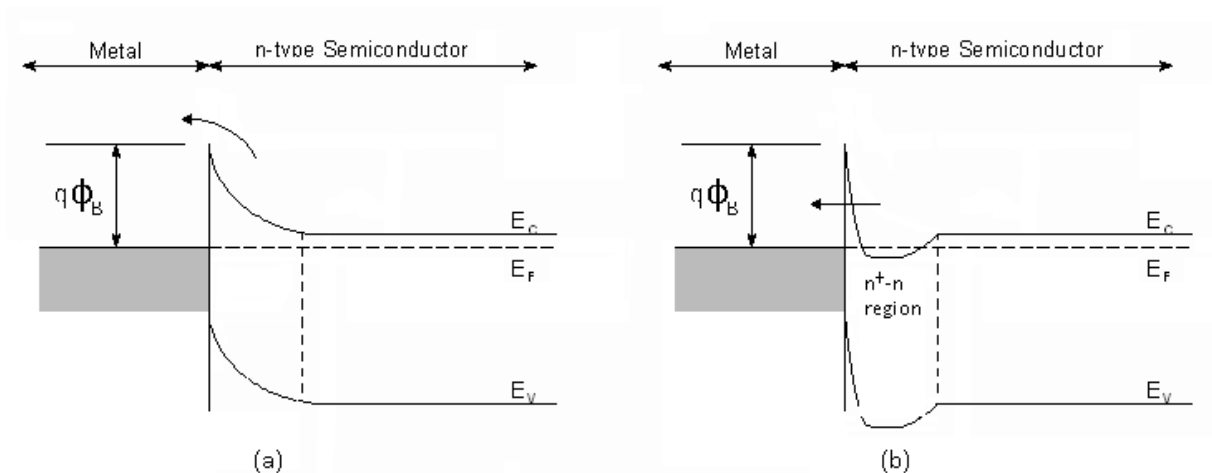 Metal
n-type Semiconductor
qΦB
EC
EF
EV
(a)
Metal
n-type Semiconductor
qΦB
EC
EF
n+-n
region
EV
(b)